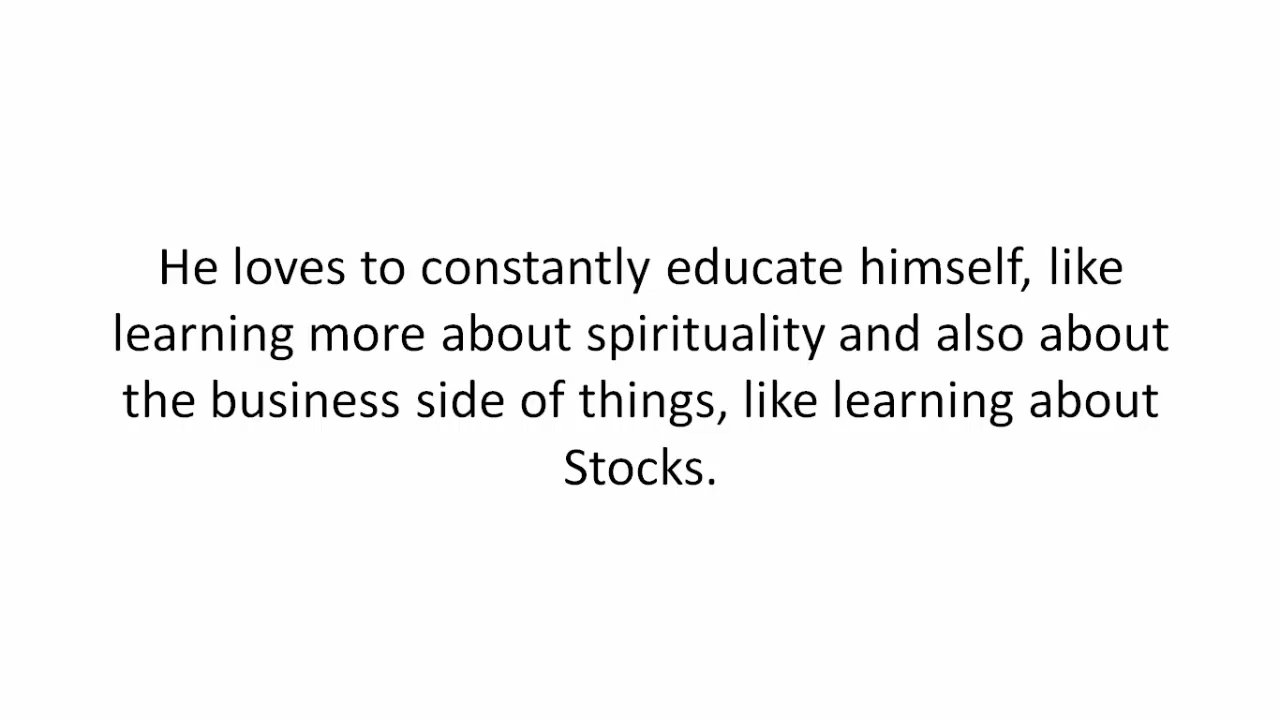 He loves to constantly educate himself, like
learning more about spirituality and also about
the business side of things, like learning about
Stocks.